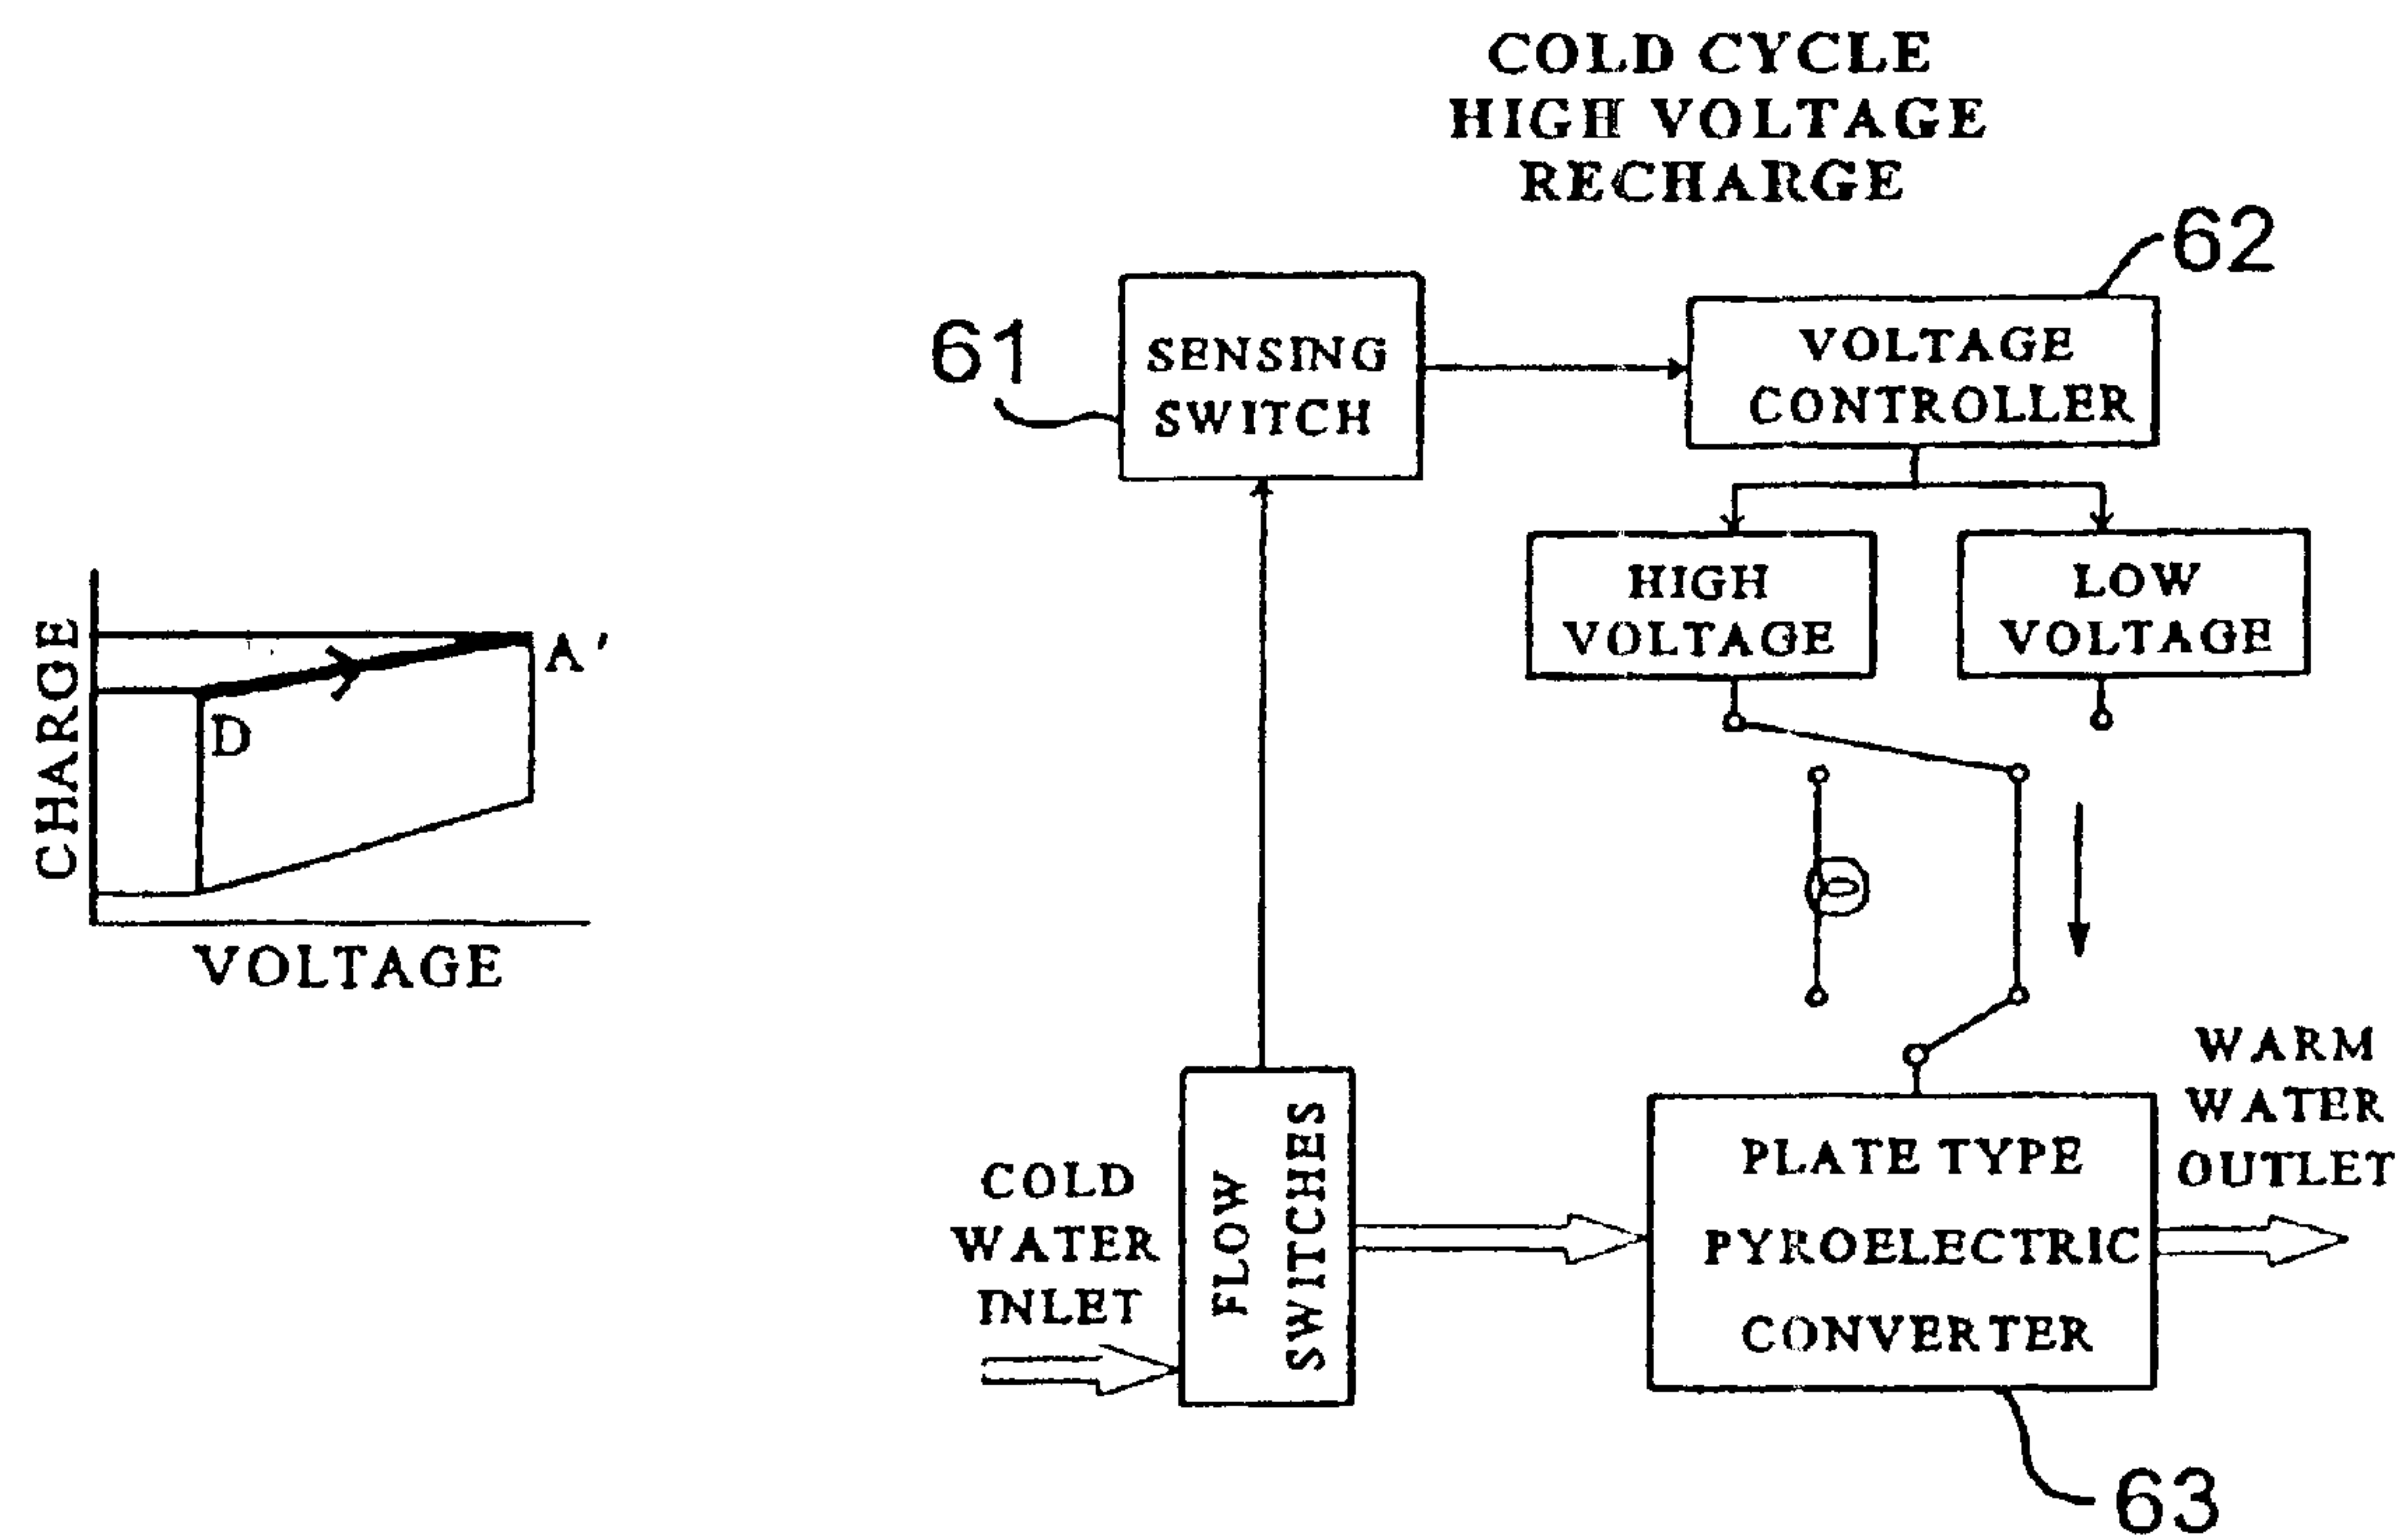 COLD CYCLE
HIGH VOLTAGE
RECHARGE
62
61
SENSING
SWITCH
VOLTAGE
CONTROLLER
HIGH
VOLTAGE
LOW
VOLTAGE
CHARGE
A'
D
VOLTAGE
COLD
WATER
INLET
FLOW
SWITCHES
PLATE TYPE
PYROELECTRIC
CONVERTER
WARM
WATER
OUTLET
63